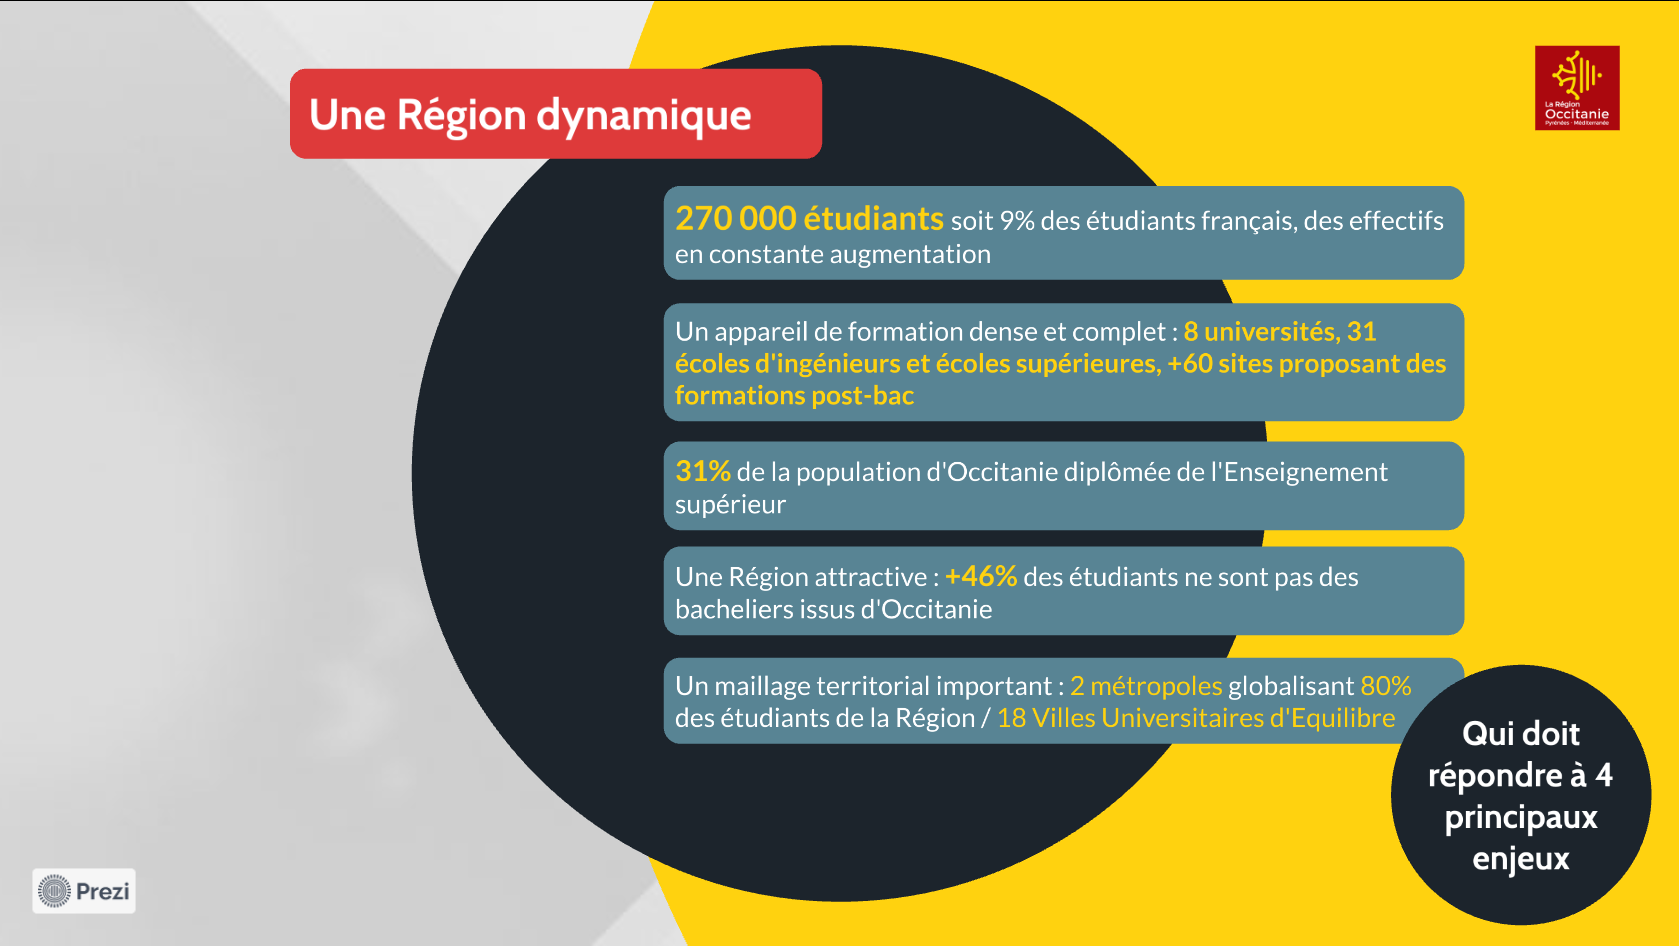 Une Région dynamique
La Région
Occitanie
Pyrénées - Méditerranée
270 000 étudiants soit 9% des étudiants français, des effectifs
en constante augmentation
Un appareil de formation dense et complet : 8 universités, 31
écoles d'ingénieurs et écoles supérieures, +60 sites proposant des
formations post-bac
31% de la population d'Occitanie diplômée de l'Enseignement
supérieur
Une Région attractive : +46% des étudiants ne sont pas des
bacheliers issus d'Occitanie
Un maillage territorial important : 2 métropoles globalisant 80%
des étudiants de la Région / 18 Villes Universitaires d'Equilibre
Qui doit
répondre à 4
principaux
enjeux
Prezi